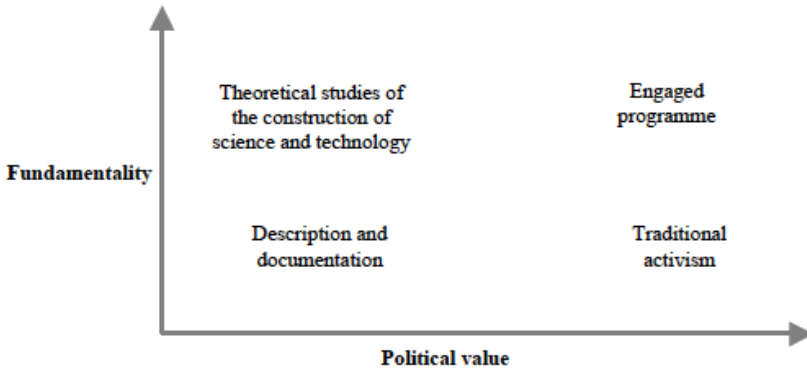 Theoretical studies of
the construction of
science and technology
Engaged
programme
Fundamentality
Description and
documentation
Traditional
activism
Political value